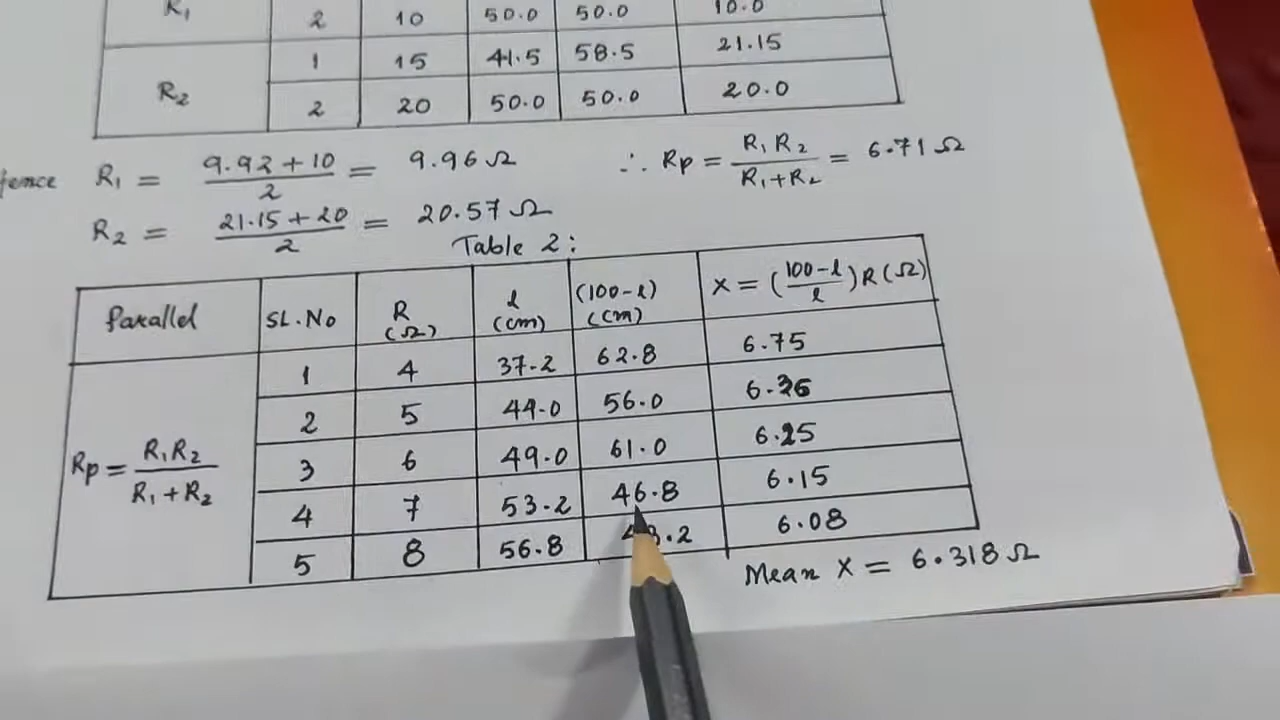 R₁ 2 10 50.0 50.0 10.0
R₂ 1 15 41.5 58.5 21.15
2 20 50.0 50.0 20.0
R₁ = (9.92 + 10)/2 = 9.96 Ω ∴ Rp = R₁R₂/(R₁+R₂) = 6.71 Ω
R₂ = (21.15 + 20)/2 = 20.57 Ω
Table 2:
Parallel SL.No R (Ω) l (cm) (100-l) (cm) X = ((100-l)/l) R (Ω)
Rp = R₁R₂/(R₁+R₂) 1 4 37.2 62.8 6.75
2 5 44.0 56.0 6.36
3 6 49.0 61.0 6.25
4 7 53.2 46.8 6.15
5 8 56.8 43.2 6.08
Mean X = 6.318 Ω